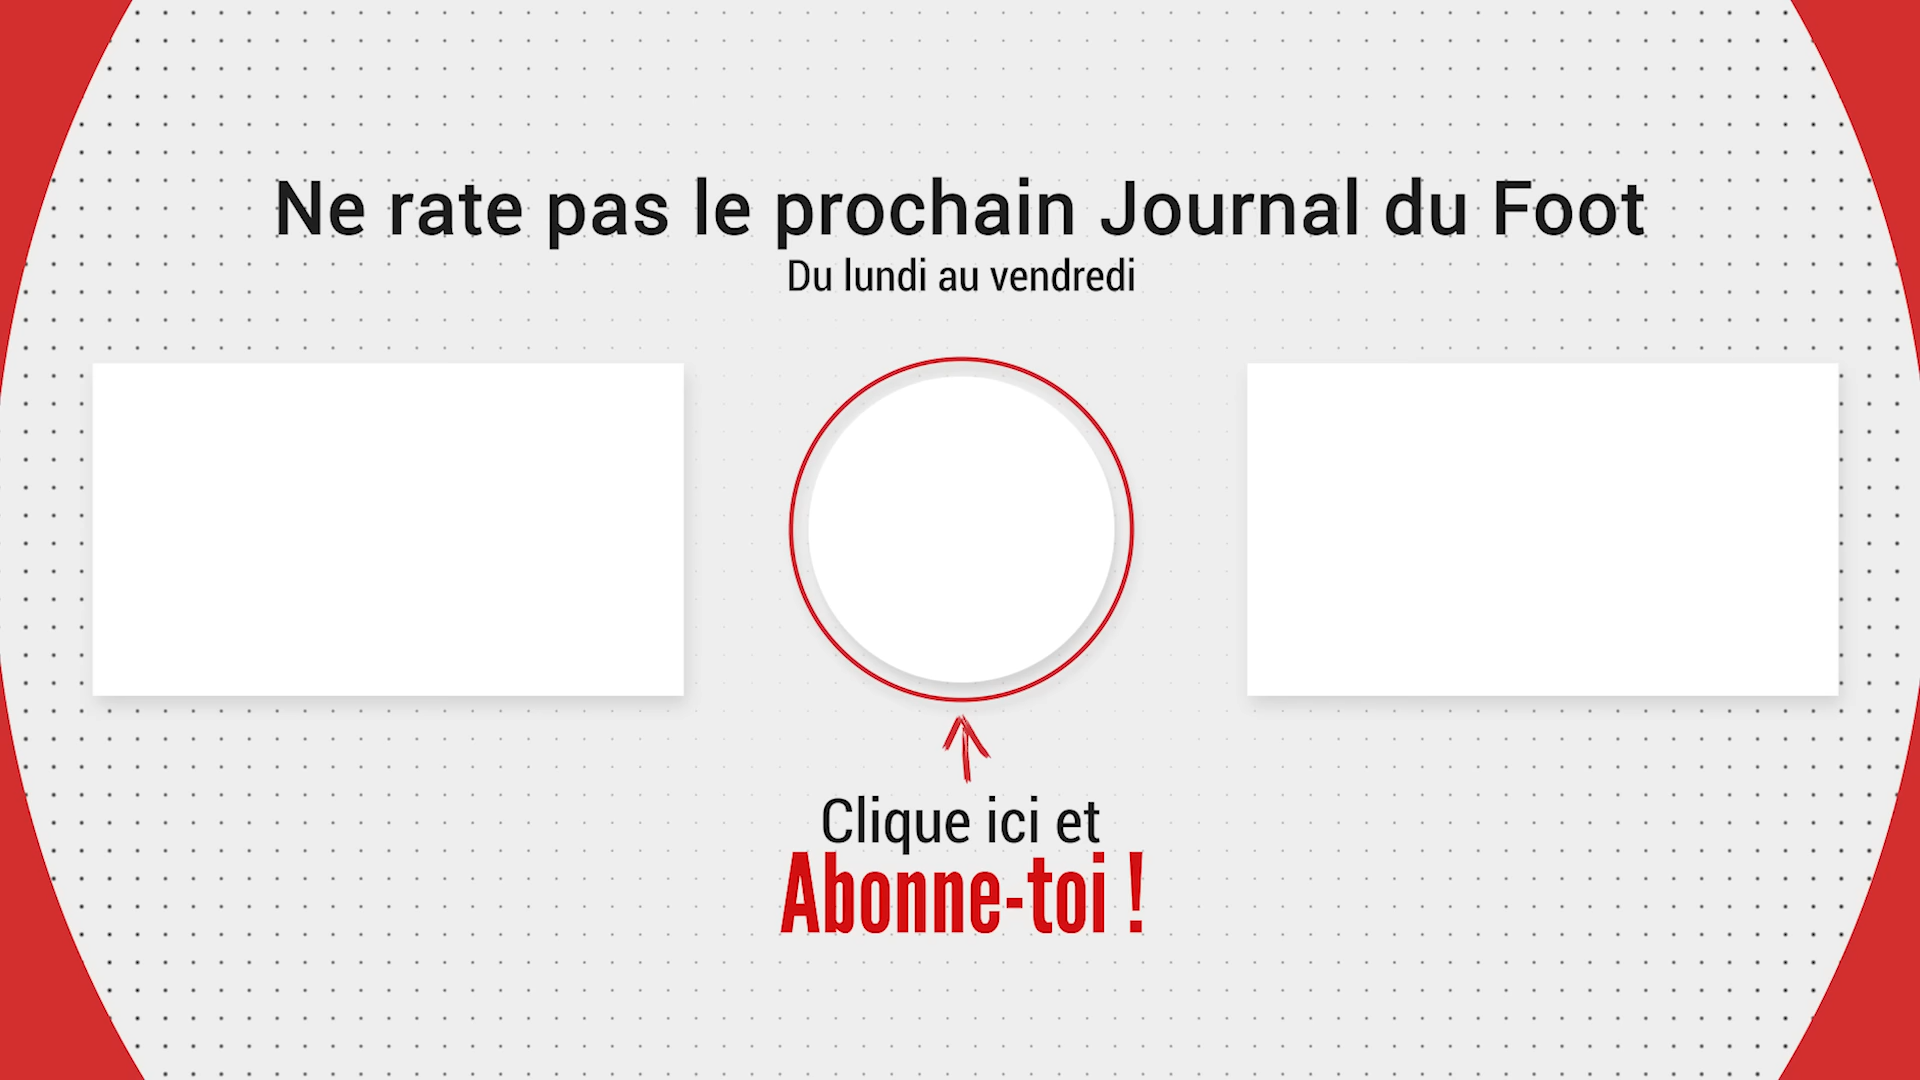 Ne rate pas le prochain Journal du Foot
Du lundi au vendredi
Clique ici et
Abonne-toi !